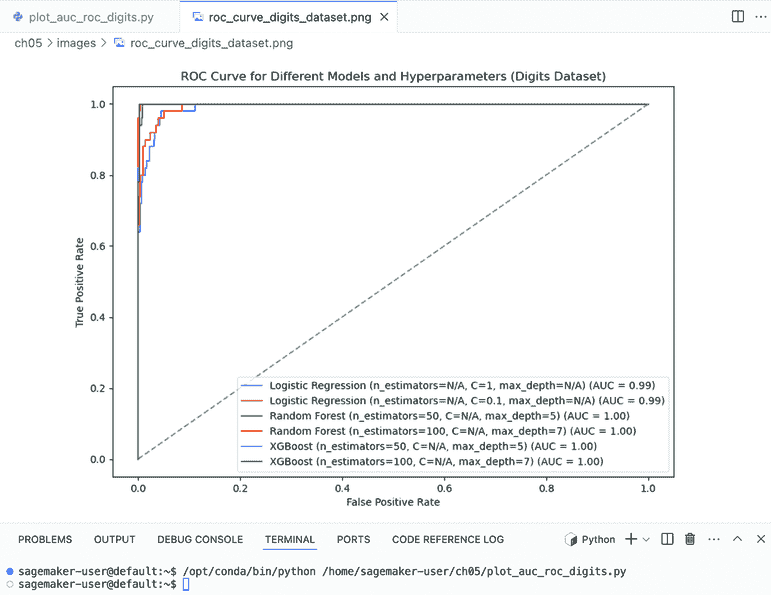 plot_auc_roc_digits.py
roc_curve_digits_dataset.png
ch05 > images > roc_curve_digits_dataset.png
ROC Curve for Different Models and Hyperparameters (Digits Dataset)
True Positive Rate
1.0
0.8
0.6
0.4
0.2
0.0
Logistic Regression (n_estimators=N/A, C=1, max_depth=N/A) (AUC = 0.99)
Logistic Regression (n_estimators=N/A, C=0.1, max_depth=N/A) (AUC = 0.99)
Random Forest (n_estimators=50, C=N/A, max_depth=5) (AUC = 1.00)
Random Forest (n_estimators=100, C=N/A, max_depth=7) (AUC = 1.00)
XGBoost (n_estimators=50, C=N/A, max_depth=5) (AUC = 1.00)
XGBoost (n_estimators=100, C=N/A, max_depth=7) (AUC = 1.00)
0.0 0.2 0.4 0.6 0.8 1.0
False Positive Rate
PROBLEMS OUTPUT DEBUG CONSOLE TERMINAL PORTS CODE REFERENCE LOG Python
sagemaker-user@default:~$ /opt/conda/bin/python /home/sagemaker-user/ch05/plot_auc_roc_digits.py
sagemaker-user@default:~$